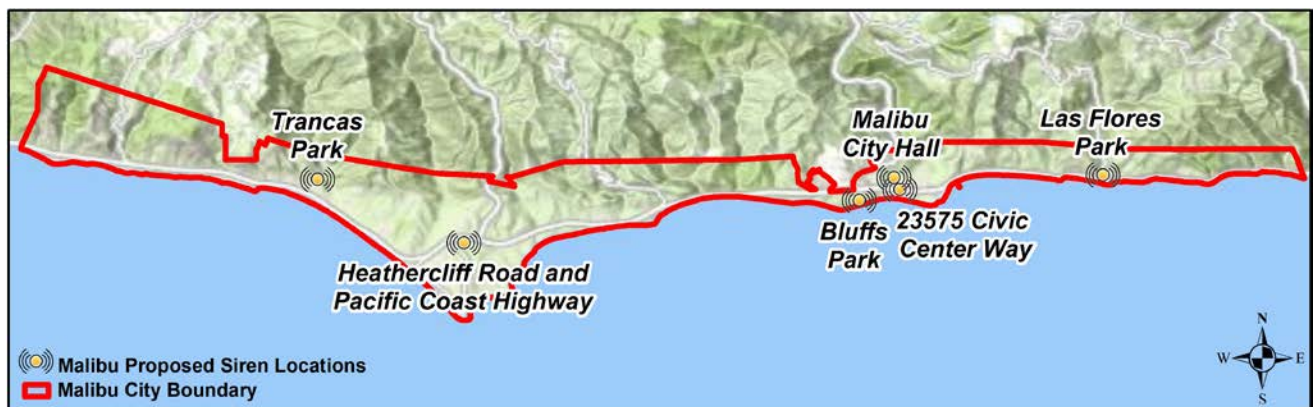 Trancas
Park
Malibu
City Hall
Las Flores
Park
Heathercliff Road and
Pacific Coast Highway
Bluffs
Park
23575 Civic
Center Way
Malibu Proposed Siren Locations
Malibu City Boundary
N
W
E
S